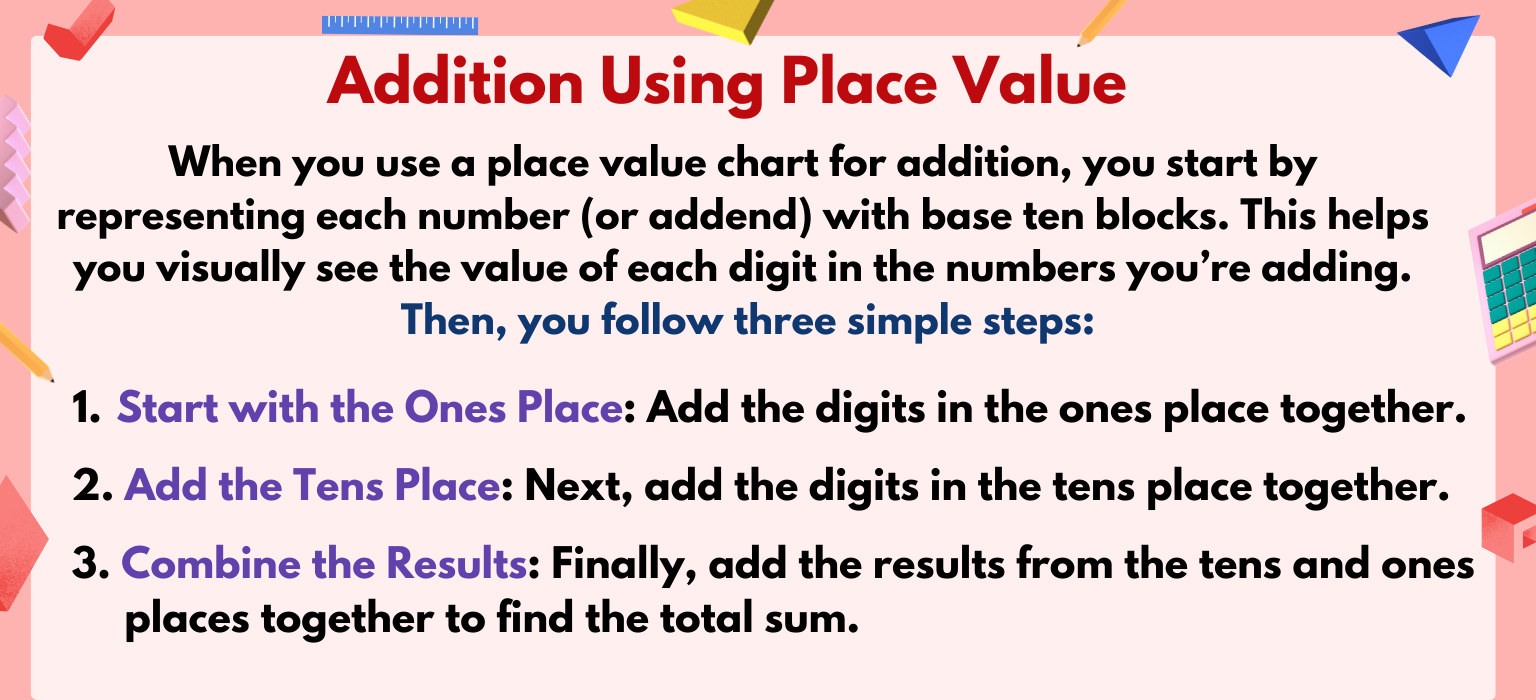 Addition Using Place Value
When you use a place value chart for addition, you start by
representing each number (or addend) with base ten blocks. This helps
you visually see the value of each digit in the numbers you’re adding.
Then, you follow three simple steps:
1. Start with the Ones Place: Add the digits in the ones place together.
2. Add the Tens Place: Next, add the digits in the tens place together.
3. Combine the Results: Finally, add the results from the tens and ones
places together to find the total sum.